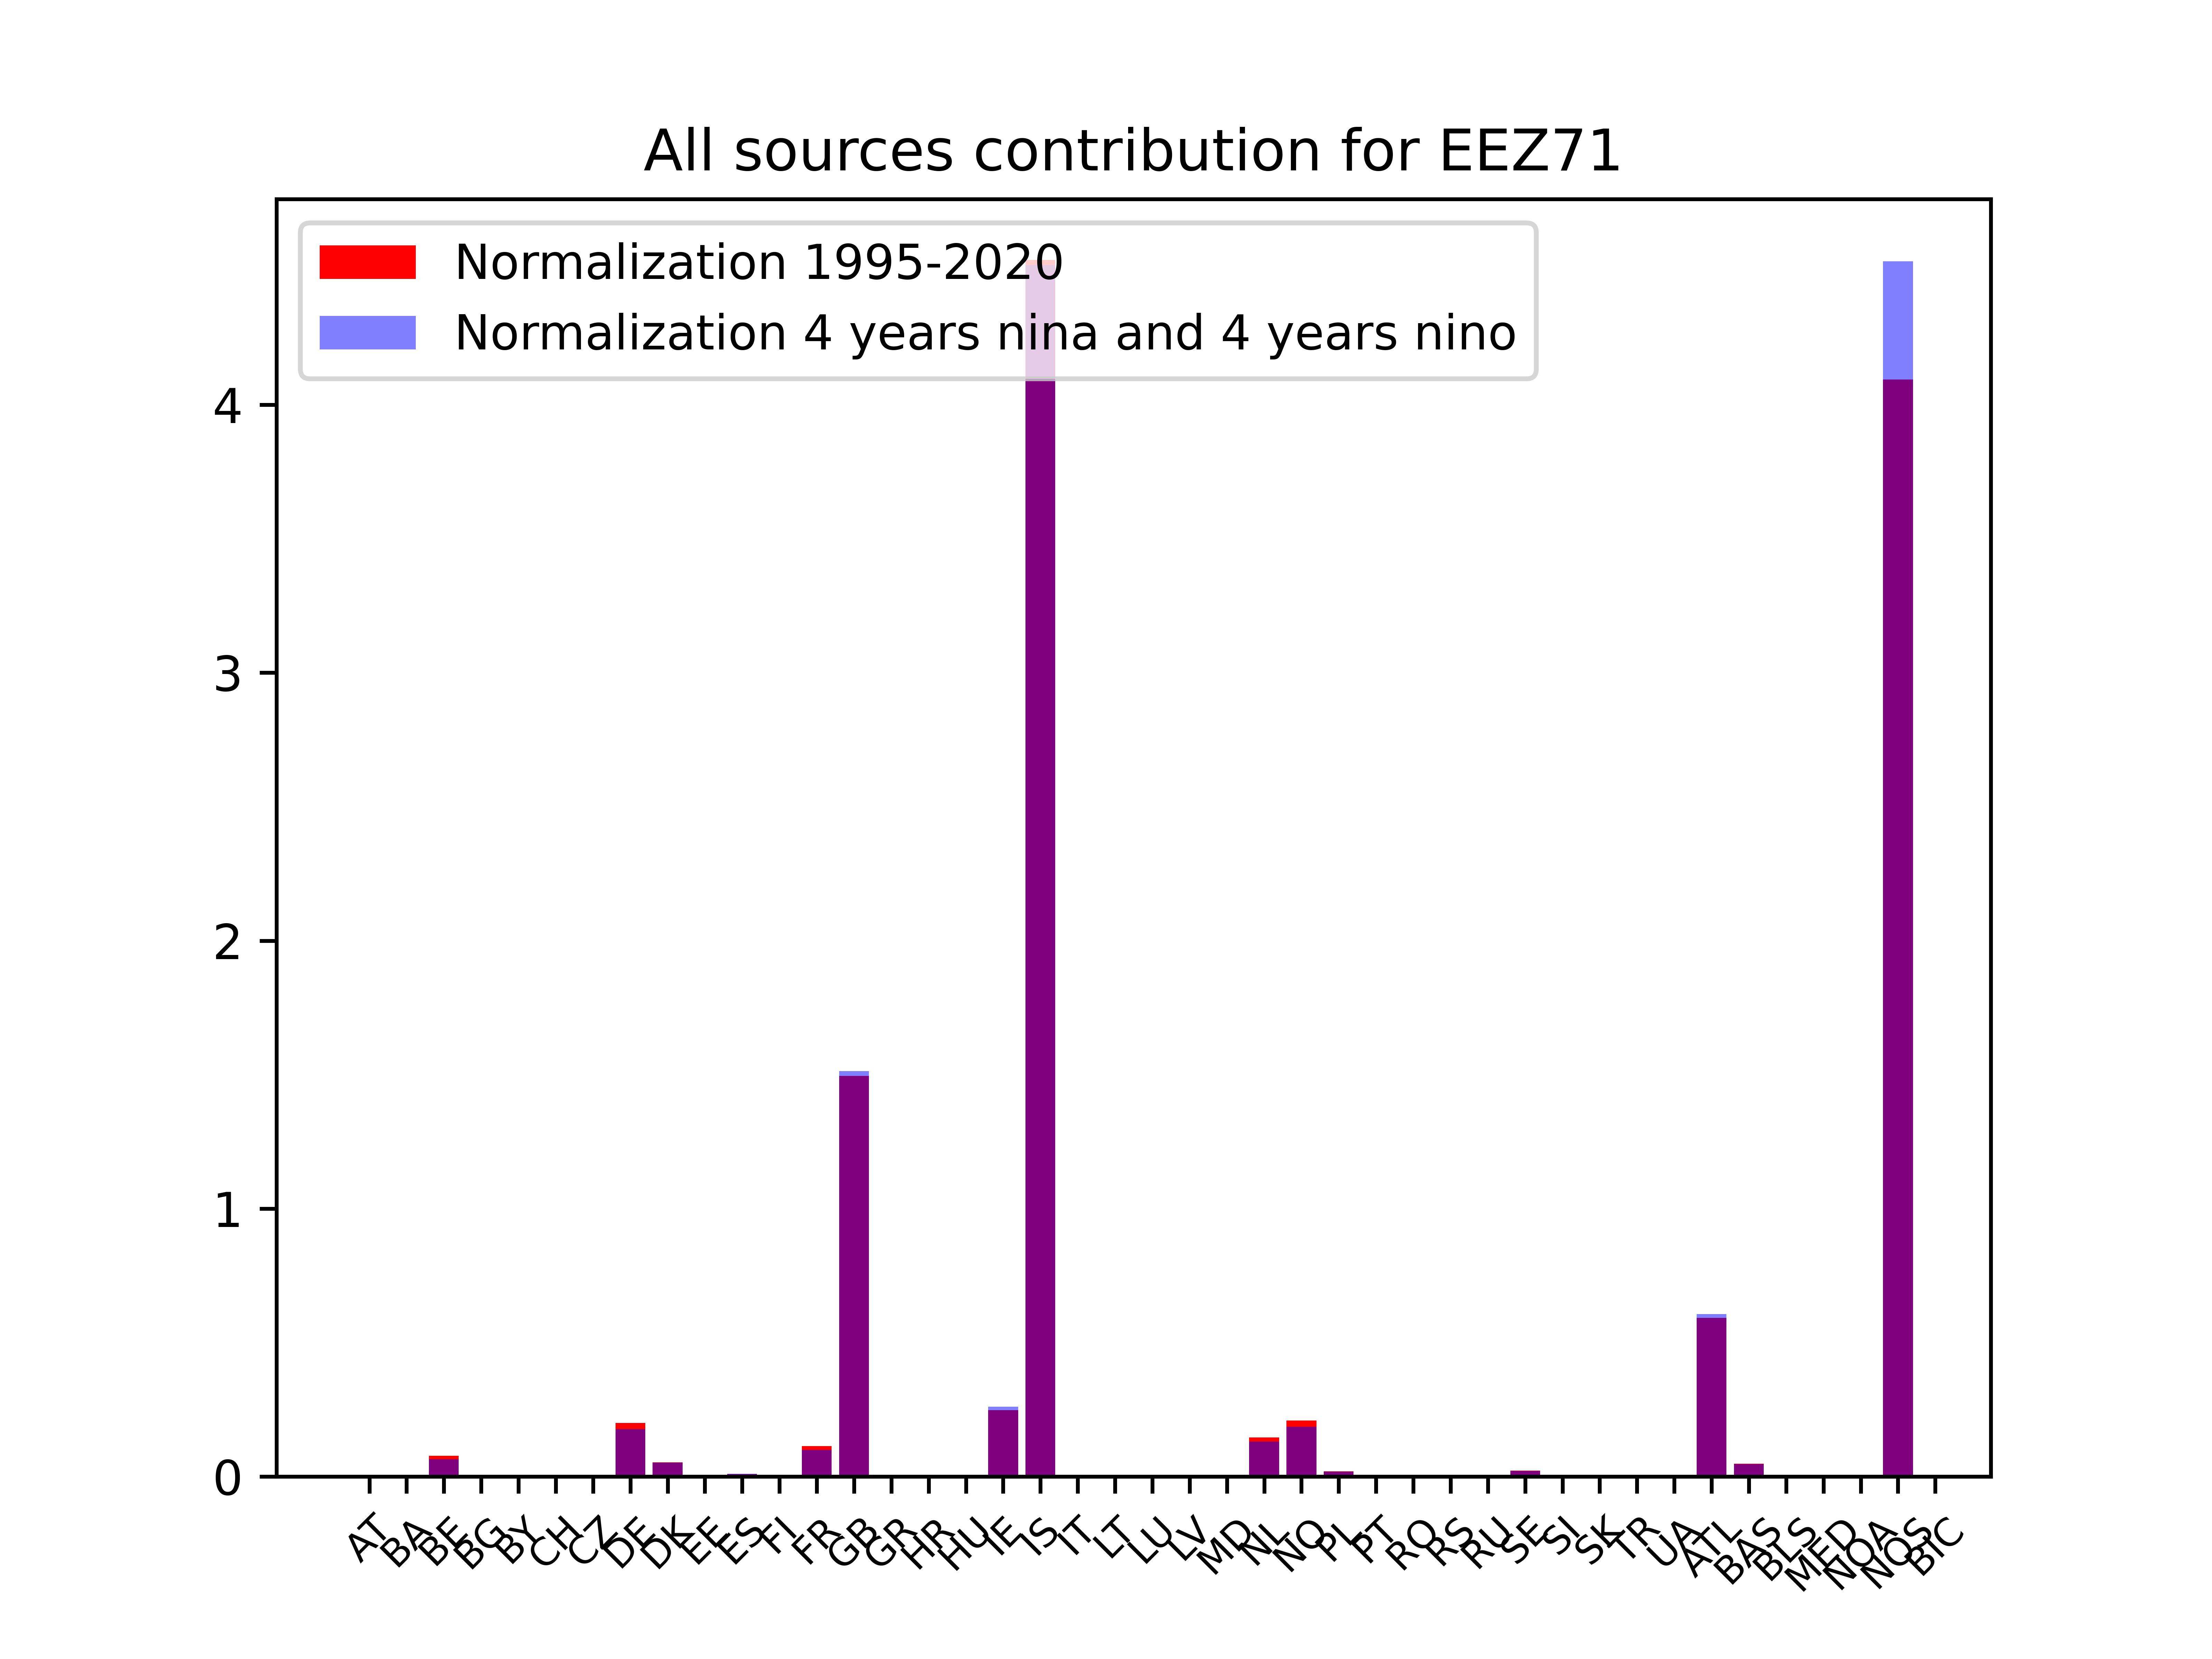 All sources contribution for EEZ71
Normalization 1995-2020
Normalization 4 years nina and 4 years nino
4
3
2
1
0
AT
BA
BE
BG
BY
CH
CZ
DE
DK
EE
ES
FI
FR
GB
GR
HR
HU
IE
IS
IT
LT
LU
LV
MD
NL
NO
PL
PT
RO
RS
RU
SE
SI
SK
TR
UA
ATL
BAS
BLS
MED
NOA
NOS
BIC